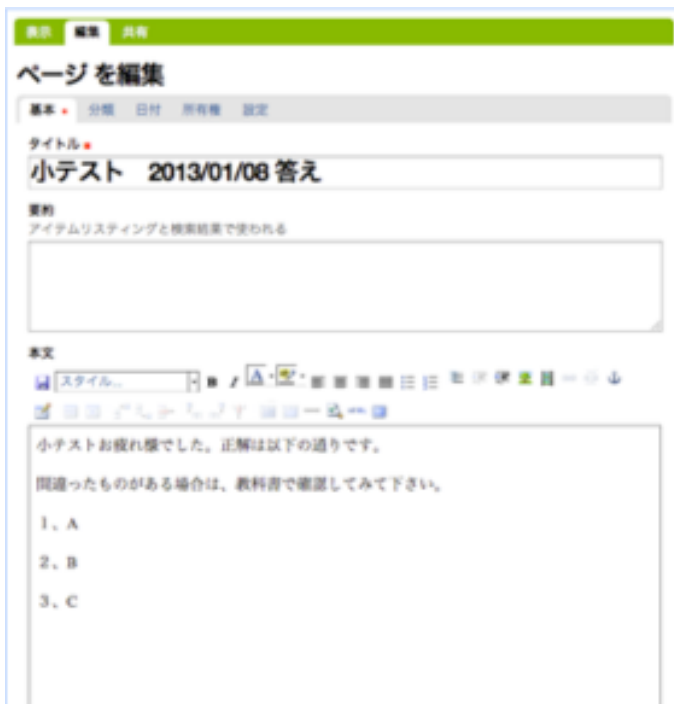 表示 編集 共有
ページ を編集
基本 分類 日付 所有権 設定
タイトル
小テスト　2013/01/08 答え
要約
アイテムリスティングと検索結果で使われる
本文
スタイル...
小テストお疲れ様でした。正解は以下の通りです。
間違ったものがある場合は、教科書で確認してみて下さい。
1、A
2、B
3、C